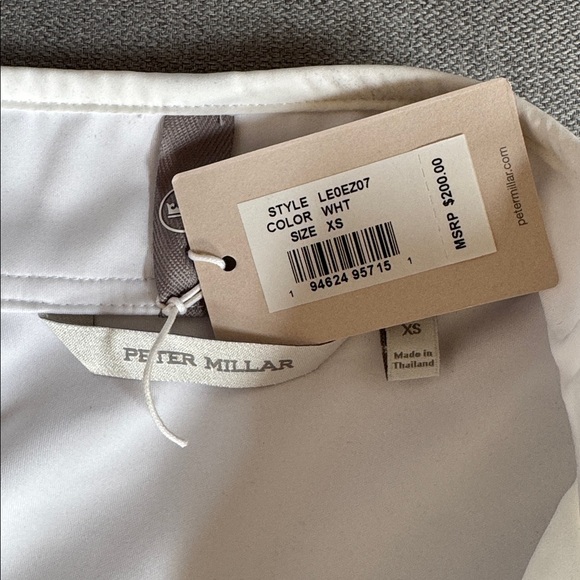 STYLE LE0EZ07
COLOR WHT
SIZE XS
MSRP $200.00
petermillar.com
1 94624 95715 1
PETER MILLAR
XS
Made in
Thailand